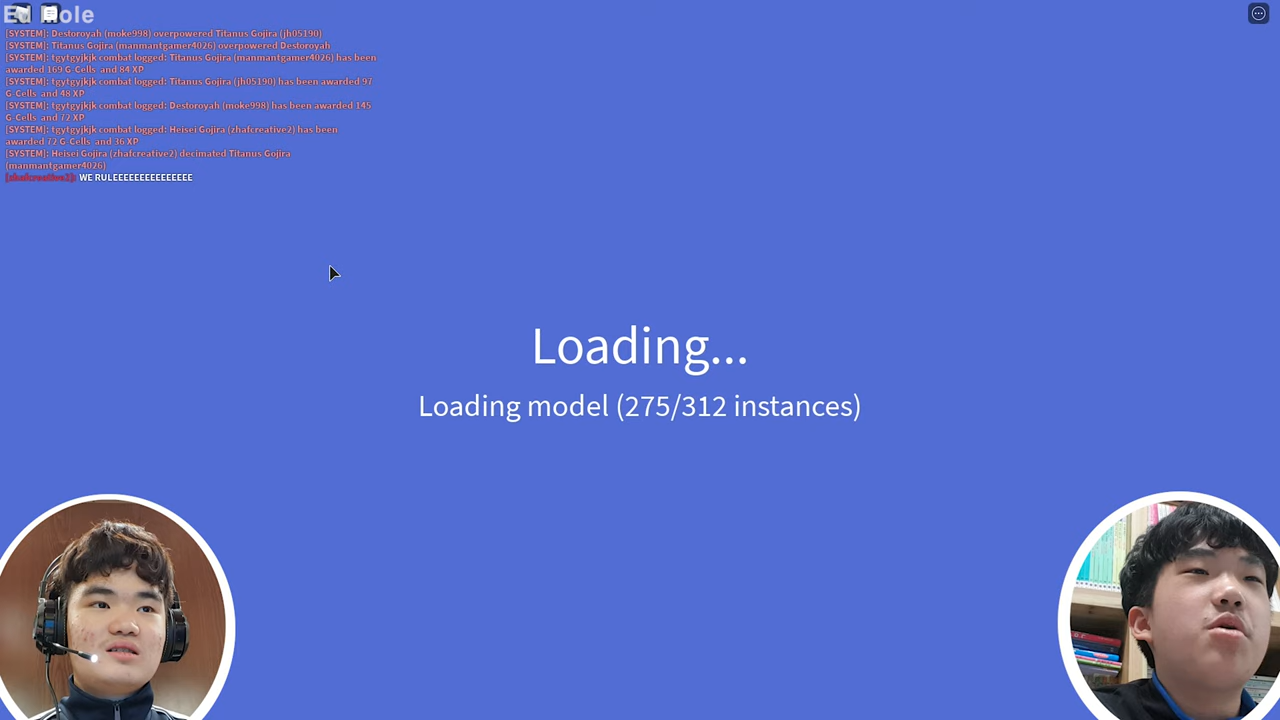 [SYSTEM]: Destoroyah (moke998) overpowered Titanus Gojira (jh05190)
[SYSTEM]: Titanus Gojira (manmantgamer4026) overpowered Destoroyah
[SYSTEM]: tgytgyjkjk combat logged: Titanus Gojira (manmantgamer4026) has been
awarded 169 G-Cells and 84 XP
[SYSTEM]: tgytgyjkjk combat logged: Titanus Gojira (jh05190) has been awarded 97
G-Cells and 48 XP
[SYSTEM]: tgytgyjkjk combat logged: Destoroyah (moke998) has been awarded 145
G-Cells and 72 XP
[SYSTEM]: tgytgyjkjk combat logged: Heisei Gojira (zhafcreative2) has been
awarded 72 G-Cells and 36 XP
[SYSTEM]: Heisei Gojira (zhafcreative2) decimated Titanus Gojira
(manmantgamer4026)
[zhafcreative2]: WE RULEEEEEEEEEEEEEEE
Loading...
Loading model (275/312 instances)